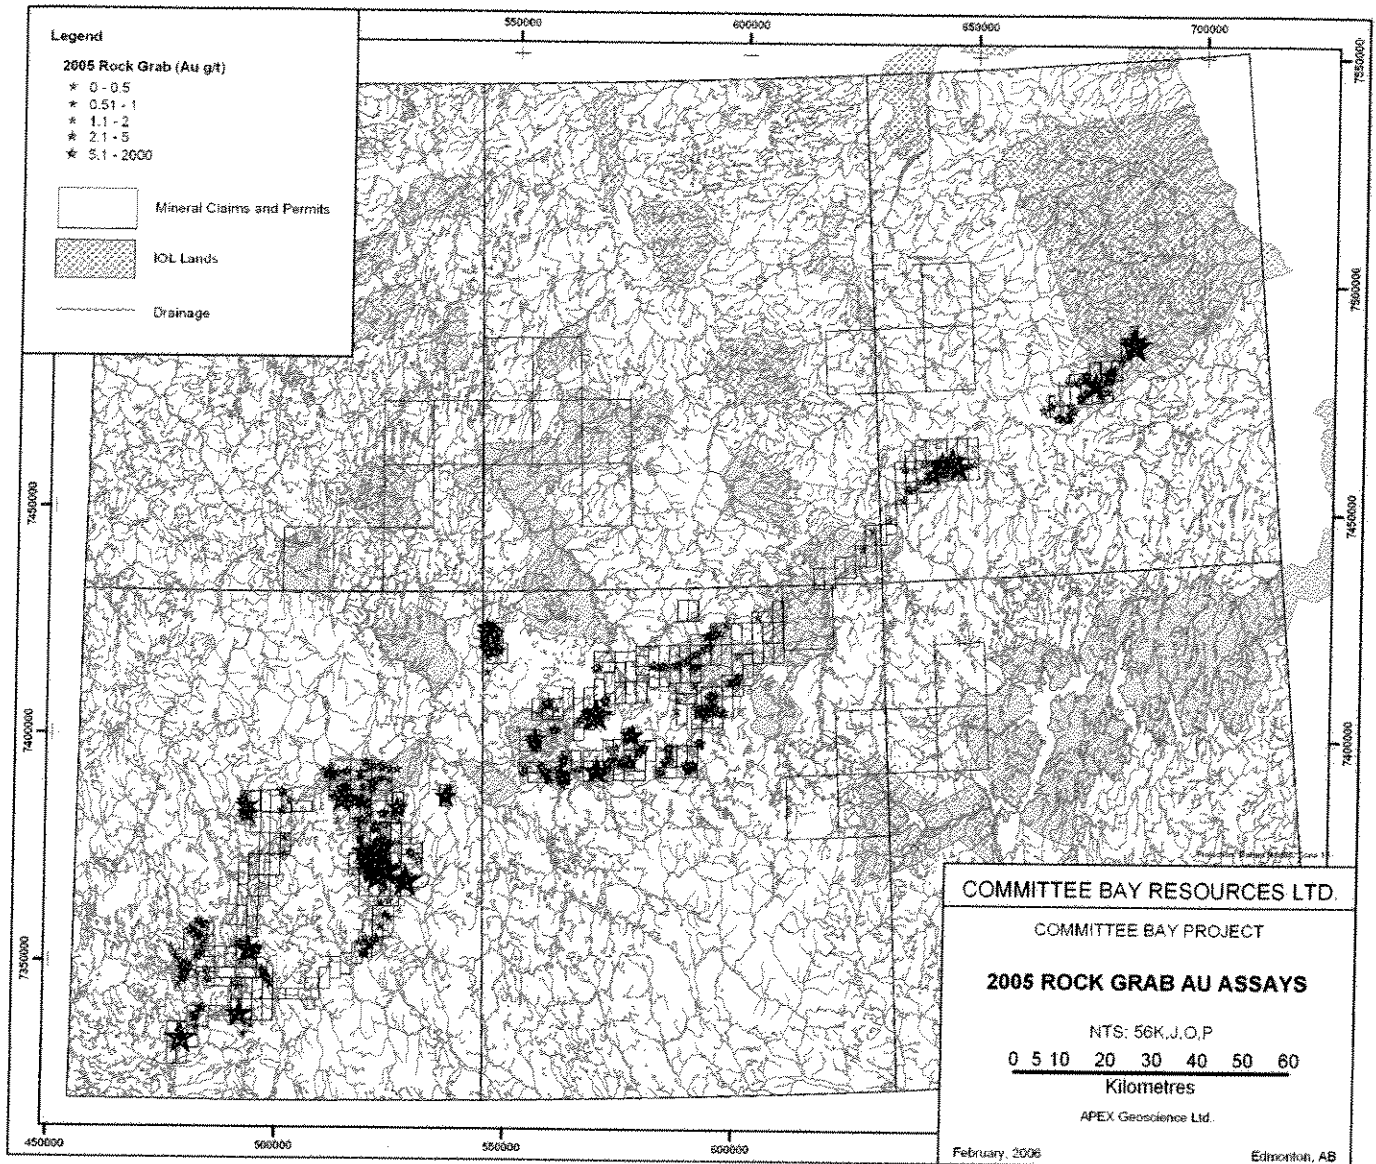 Legend
2005 Rock Grab (Au g/t)
0 - 0.5
0.51 - 1
1.1 - 2
2.1 - 5
5.1 - 2000
Mineral Claims and Permits
IOL Lands
Drainage
550000
600000
650000
700000
7550000
7500000
7450000
7400000
7450000
7400000
7350000
450000
500000
550000
600000
COMMITTEE BAY RESOURCES LTD.
COMMITTEE BAY PROJECT
2005 ROCK GRAB AU ASSAYS
NTS: 56K,J,O,P
0 5 10 20 30 40 50 60
Kilometres
APEX Geoscience Ltd.
February, 2006
Edmonton, AB